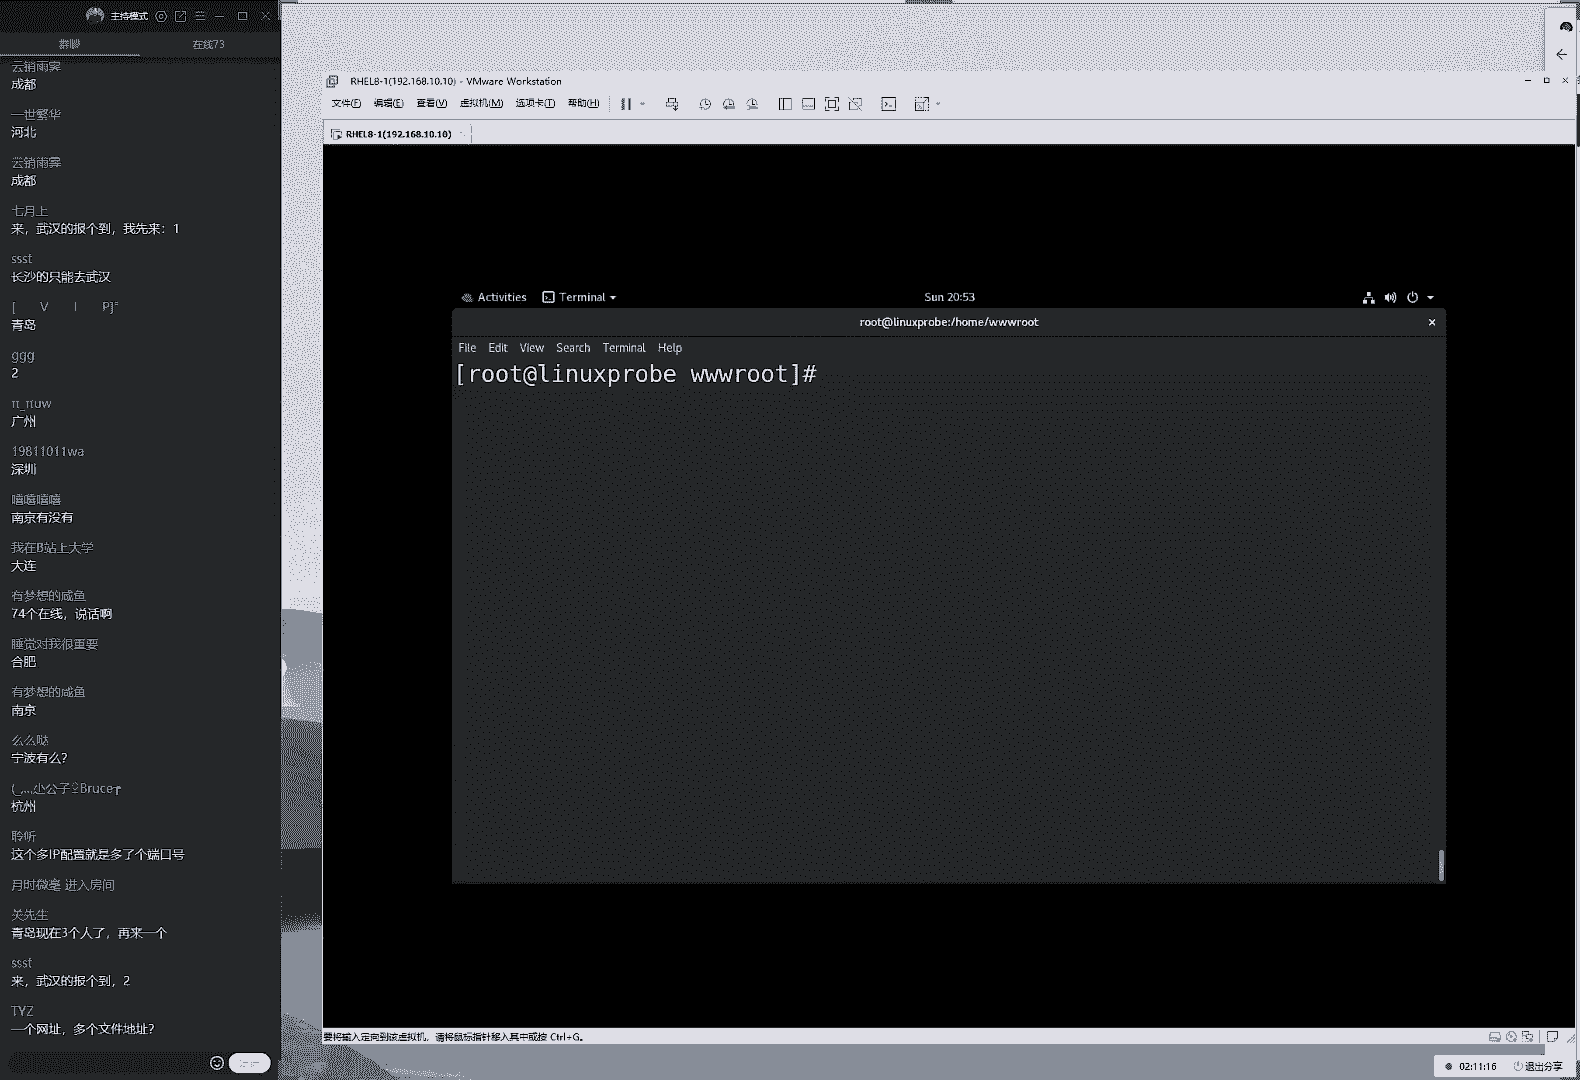 主持模式
群聊
在线73
云销雨霁
成都
一世繁华
河北
云销雨霁
成都
七月上
来，武汉的报个到，我先来：1
ssst
长沙的只能去武汉
青岛
ggg
2
π_πuw
广州
19811011wa
深圳
嘻嘻嘻嘻
南京有没有
我在B站上大学
大连
有梦想的咸鱼
74个在线，说话啊
睡觉对我很重要
合肥
有梦想的咸鱼
南京
么么哒
宁波有么？
杭州
聆听
这个多IP配置就是多了个端口号
进入房间
关先生
青岛现在3个人了，再来一个
ssst
来，武汉的报个到，2
TYZ
一个网址，多个文件地址？
RHEL8-1(192.168.10.10) - VMware Workstation
文件(F) 编辑(E) 查看(V) 虚拟机(M) 选项卡(T) 帮助(H)
RHEL8-1(192.168.10.10)
Activities Terminal Sun 20:53
root@linuxprobe:/home/wwwroot
File Edit View Search Terminal Help
[root@linuxprobe wwwroot]#
要将输入定向到该虚拟机，请将鼠标指针移入其中或按 Ctrl+G。
02:11:16 退出分享